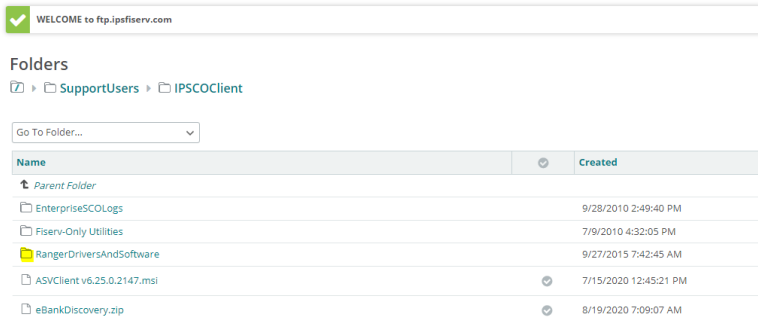 WELCOME to ftp.ipsfiserv.com
Folders
/ SupportUsers IPSCOClient
Go To Folder...
Name Created
Parent Folder
EnterpriseSCOLogs 9/28/2010 2:49:40 PM
Fiserv-Only Utilities 7/9/2010 4:32:05 PM
RangerDriversAndSoftware 9/27/2015 7:42:45 AM
ASVClient v6.25.0.2147.msi 7/15/2020 12:45:21 PM
eBankDiscovery.zip 8/19/2020 7:09:07 AM